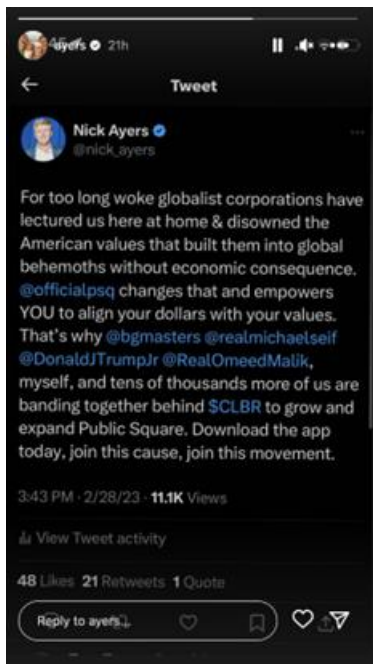 ayers 21h
Tweet
Nick Ayers
@nick_ayers
For too long woke globalist corporations have
lectured us here at home & disowned the
American values that built them into global
behemoths without economic consequence.
@officialpsq changes that and empowers
YOU to align your dollars with your values.
That's why @bgmasters @realmichaelseif
@DonaldJTrumpJr @RealOmeedMalik,
myself, and tens of thousands more of us are
banding together behind $CLBR to grow and
expand Public Square. Download the app
today, join this cause, join this movement.
3:43 PM · 2/28/23 · 11.1K Views
View Tweet activity
48 Likes 21 Retweets 1 Quote
Reply to ayers...